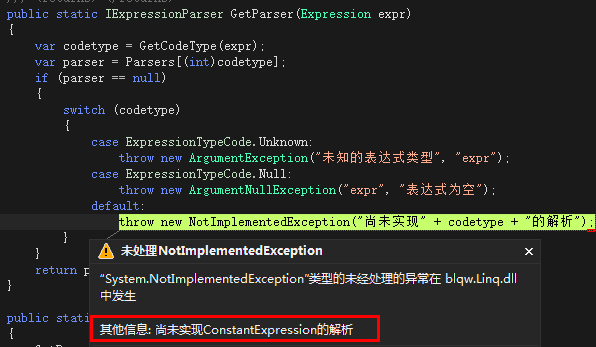 public static IExpressionParser GetParser(Expression expr)
{
var codetype = GetCodeType(expr);
var parser = Parsers[(int)codetype];
if (parser == null)
{
switch (codetype)
{
case ExpressionTypeCode.Unknown:
throw new ArgumentException("未知的表达式类型", "expr");
case ExpressionTypeCode.Null:
throw new ArgumentNullException("expr", "表达式为空");
default:
throw new NotImplementedException("尚未实现" + codetype + "的解析");
}
}
return p
}
public stati
{
未处理NotImplementedException
“System.NotImplementedException”类型的未经处理的异常在 blqw.Linq.dll
中发生
其他信息: 尚未实现ConstantExpression的解析